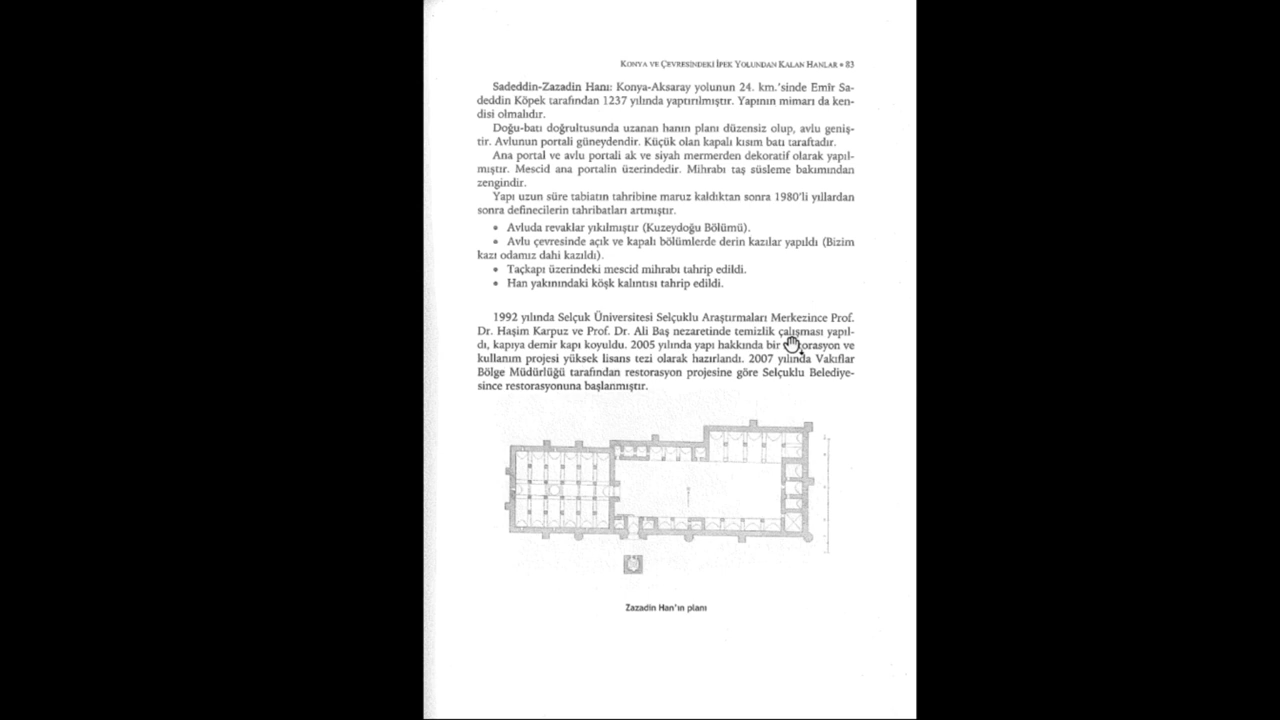 KONYA VE ÇEVRESİNDEKİ İPEK YOLUNDAN KALAN HANLAR • 83
Sadeddin-Zazadin Hanı: Konya-Aksaray yolunun 24. km.'sinde Emîr Sa-
deddin Köpek tarafından 1237 yılında yaptırılmıştır. Yapının mimarı da ken-
disi olmalıdır.
Doğu-batı doğrultusunda uzanan hanın planı düzensiz olup, avlu geniş-
tir. Avlunun portali güneydendir. Küçük olan kapalı kısım batı taraftadır.
Ana portal ve avlu portali ak ve siyah mermerden dekoratif olarak yapıl-
mıştır. Mescid ana portalin üzerindedir. Mihrabı taş süsleme bakımından
zengindir.
Yapı uzun süre tabiatın tahribine maruz kaldıktan sonra 1980'li yıllardan
sonra definecilerin tahribatları artmıştır.
• Avluda revaklar yıkılmıştır (Kuzeydoğu Bölümü).
• Avlu çevresinde açık ve kapalı bölümlerde derin kazılar yapıldı (Bizim
kazı odamız dahi kazıldı).
• Taçkapı üzerindeki mescid mihrabı tahrip edildi.
• Han yakınındaki köşk kalıntısı tahrip edildi.
1992 yılında Selçuk Üniversitesi Selçuklu Araştırmaları Merkezince Prof.
Dr. Haşim Karpuz ve Prof. Dr. Ali Baş nezaretinde temizlik çalışması yapıl-
dı, kapıya demir kapı koyuldu. 2005 yılında yapı hakkında bir ve
kullanım projesi yüksek lisans tezi olarak hazırlandı. 2007 yılında Vakıflar
Bölge Müdürlüğü tarafından restorasyon projesine göre Selçuklu Belediye-
since restorasyonuna başlanmıştır.
Zazadin Han'ın planı